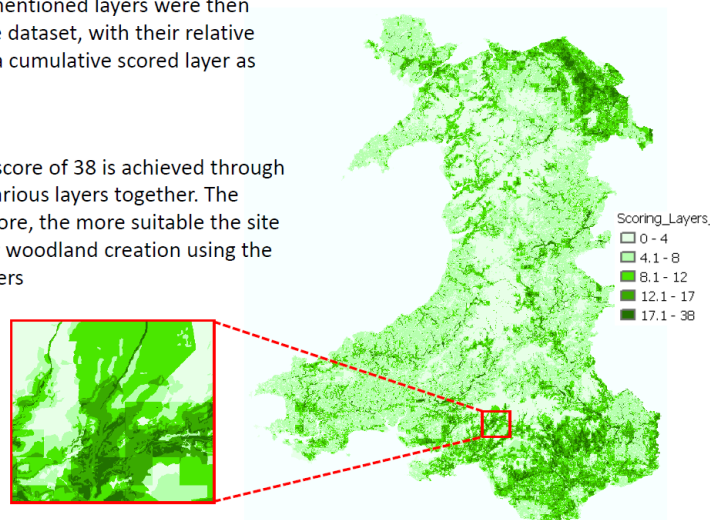 mentioned layers were then
dataset, with their relative
a cumulative scored layer as
score of 38 is achieved through
arious layers together. The
ore, the more suitable the site
woodland creation using the
ers
Scoring_Layers_
0 - 4
4.1 - 8
8.1 - 12
12.1 - 17
17.1 - 38